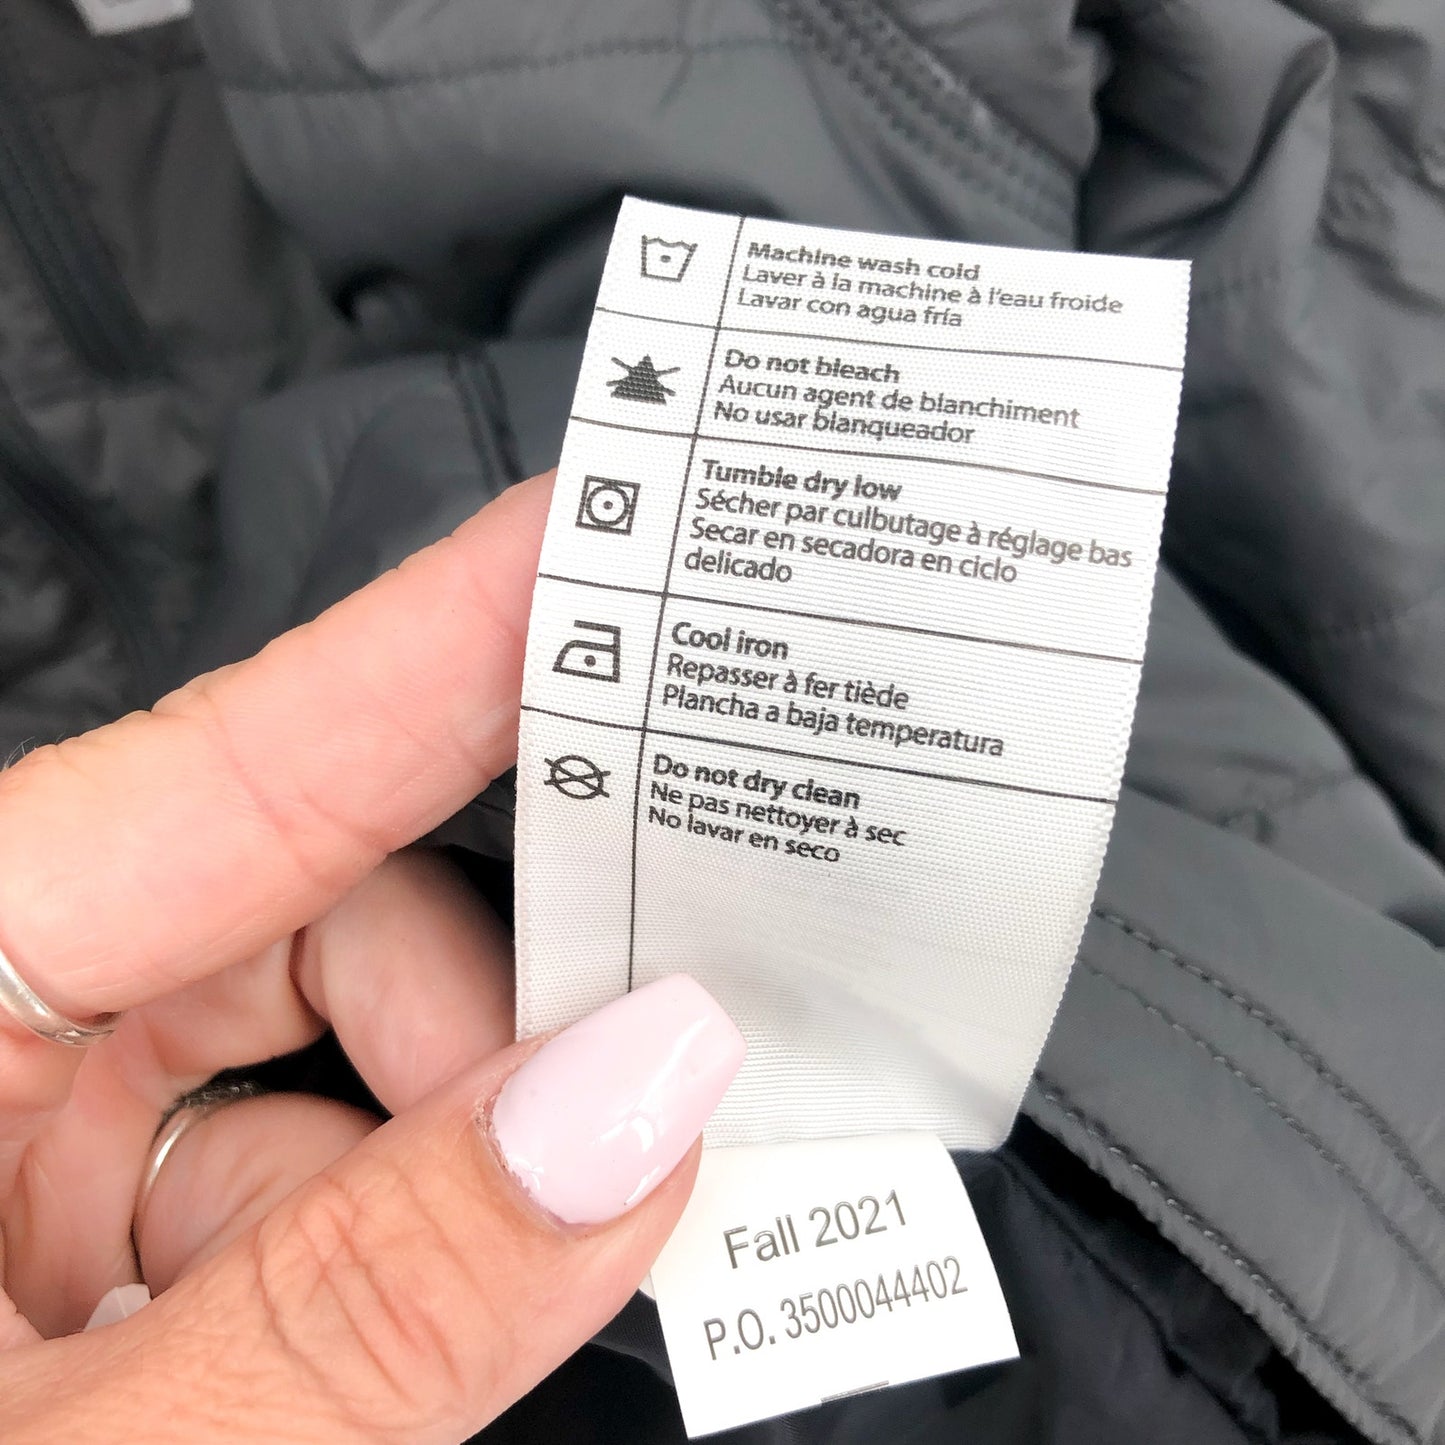 Machine wash cold
Laver à la machine à l'eau froide
Lavar con agua fría
Do not bleach
Aucun agent de blanchiment
No usar blanqueador
Tumble dry low
Sécher par culbutage à réglage bas
Secar en secadora en ciclo
delicado
Cool iron
Repasser à fer tiède
Plancha a baja temperatura
Do not dry clean
Ne pas nettoyer à sec
No lavar en seco
Fall 2021
P.O. 3500044402